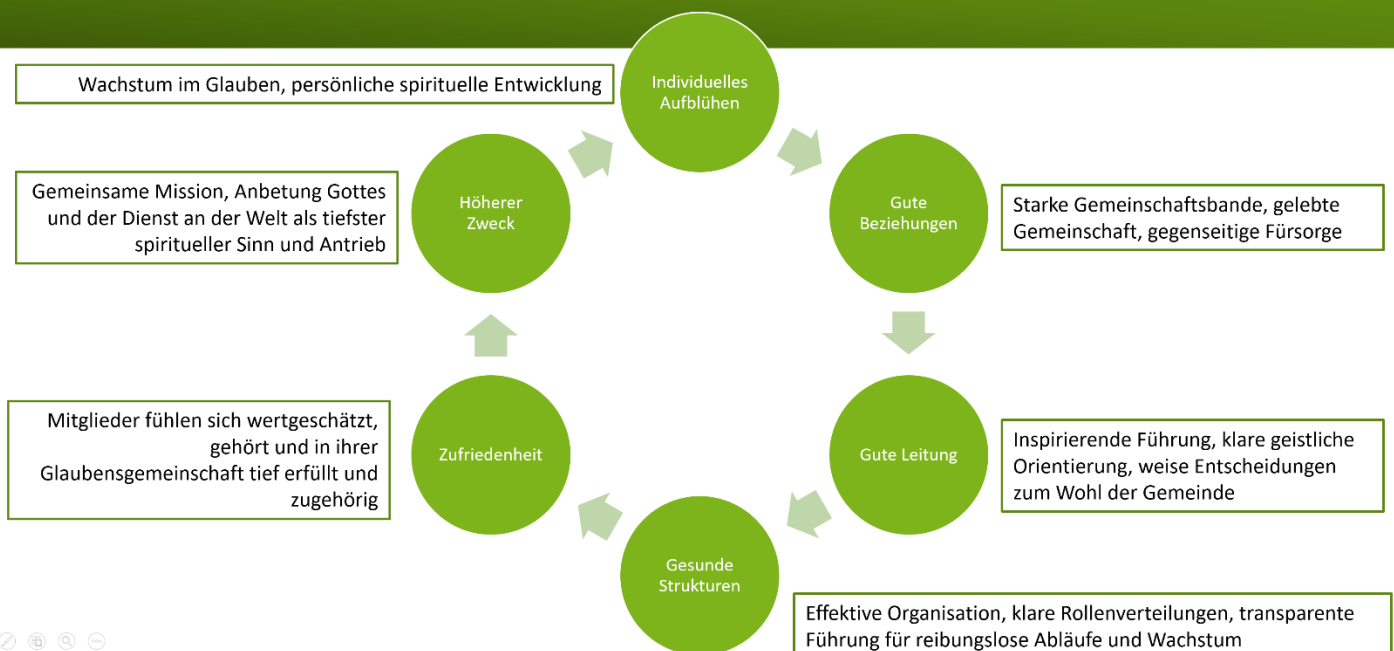 Wachstum im Glauben, persönliche spirituelle Entwicklung
Individuelles
Aufblühen
Gute
Beziehungen
Starke Gemeinschaftsbande, gelebte
Gemeinschaft, gegenseitige Fürsorge
Gute Leitung
Inspirierende Führung, klare geistliche
Orientierung, weise Entscheidungen
zum Wohl der Gemeinde
Gesunde
Strukturen
Effektive Organisation, klare Rollenverteilungen, transparente
Führung für reibungslose Abläufe und Wachstum
Zufriedenheit
Mitglieder fühlen sich wertgeschätzt,
gehört und in ihrer
Glaubensgemeinschaft tief erfüllt und
zugehörig
Höherer
Zweck
Gemeinsame Mission, Anbetung Gottes
und der Dienst an der Welt als tiefster
spiritueller Sinn und Antrieb